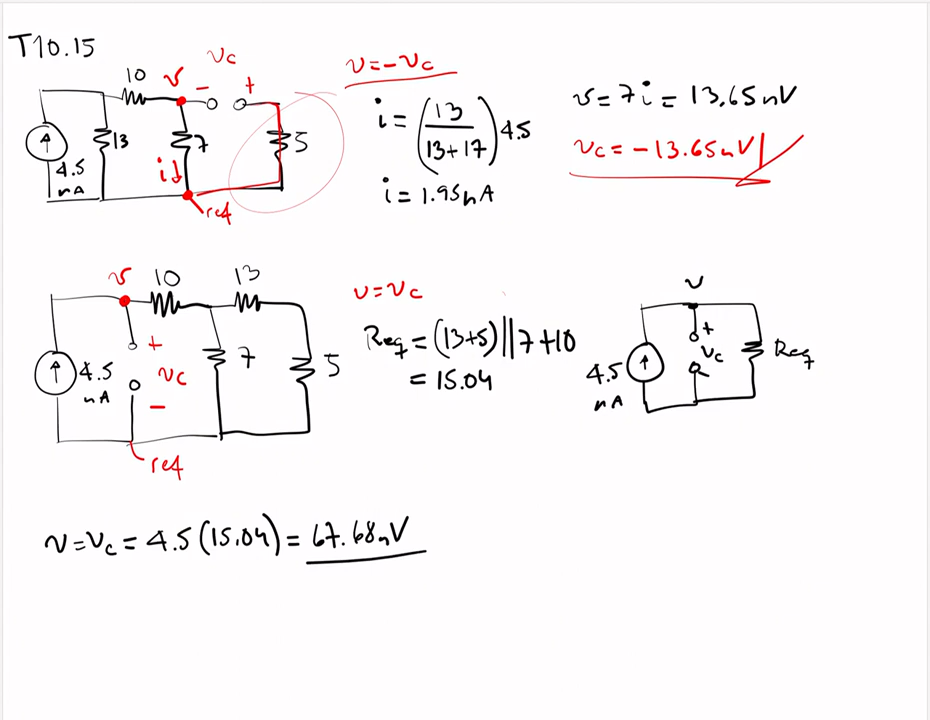 T10.15
vc
10 v - +
13 7 5
4.5
nA
i↓
ref
v = -vc
i = (13/(13+17)) 4.5
i = 1.95nA
v = 7i = 13.65nV
vc = -13.65nV
v 10 13
+
4.5 vc 7 5
nA
-
ref
v = vc
Req = (13+5)||7+10
= 15.04
v
+
4.5 vc Req
nA
v = vc = 4.5(15.04) = 67.68nV